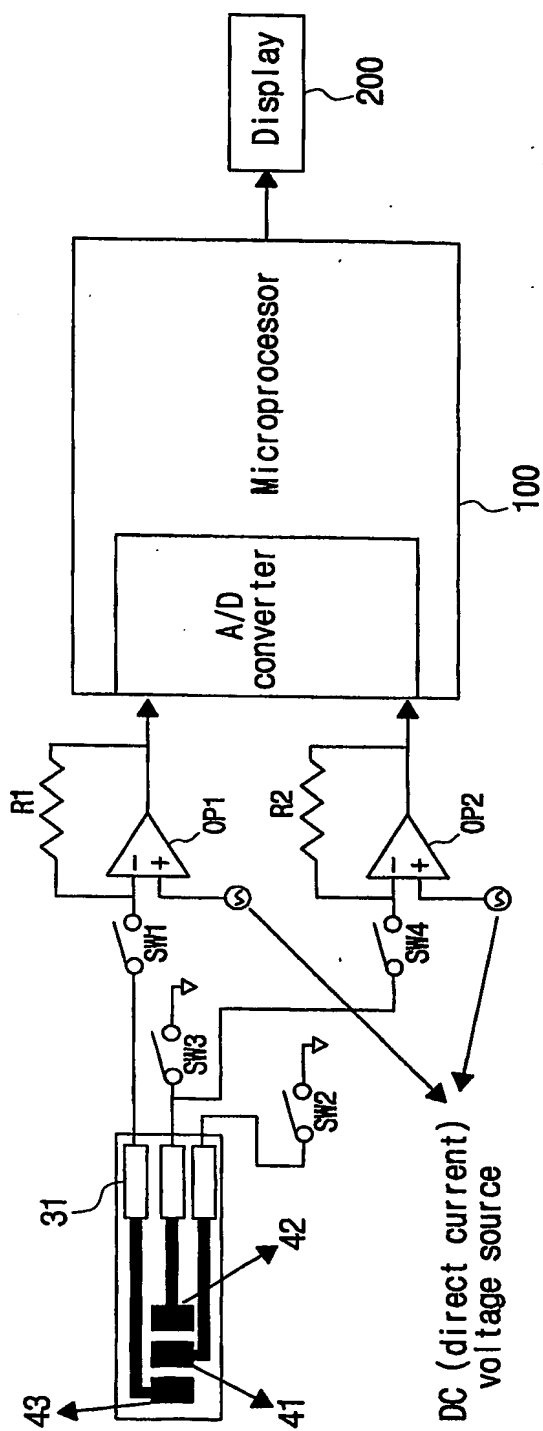 43
41
42
31
SW1
SW3
SW2
SW4
R1
OP1
R2
OP2
A/D
converter
Microprocessor
100
Display
200
DC (direct current)
voltage source